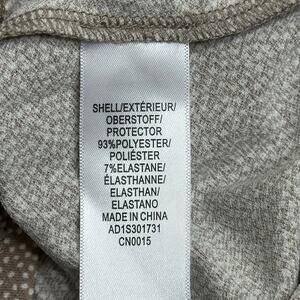 SHELL/EXTÉRIEUR/
OBERSTOFF/
PROTECTOR
93%POLYESTER/
POLIÉSTER
7%ELASTANE/
ÉLASTHANNE/
ELASTHAN/
ELASTANO
MADE IN CHINA
AD1S301731
CN0015